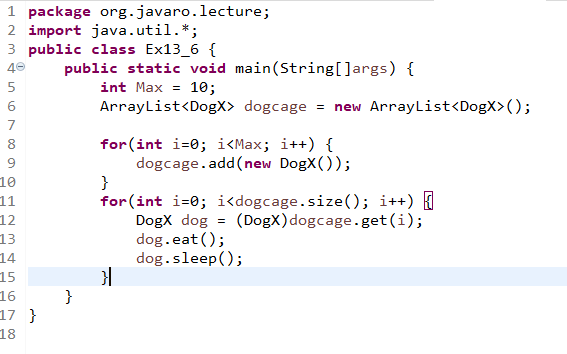 1 package org.javaro.lecture;
2 import java.util.*;
3 public class Ex13_6 {
4 public static void main(String[]args) {
5 int Max = 10;
6 ArrayList<DogX> dogcage = new ArrayList<DogX>();
7
8 for(int i=0; i<Max; i++) {
9 dogcage.add(new DogX());
10 }
11 for(int i=0; i<dogcage.size(); i++) {
12 DogX dog = (DogX)dogcage.get(i);
13 dog.eat();
14 dog.sleep();
15 }
16 }
17 }
18